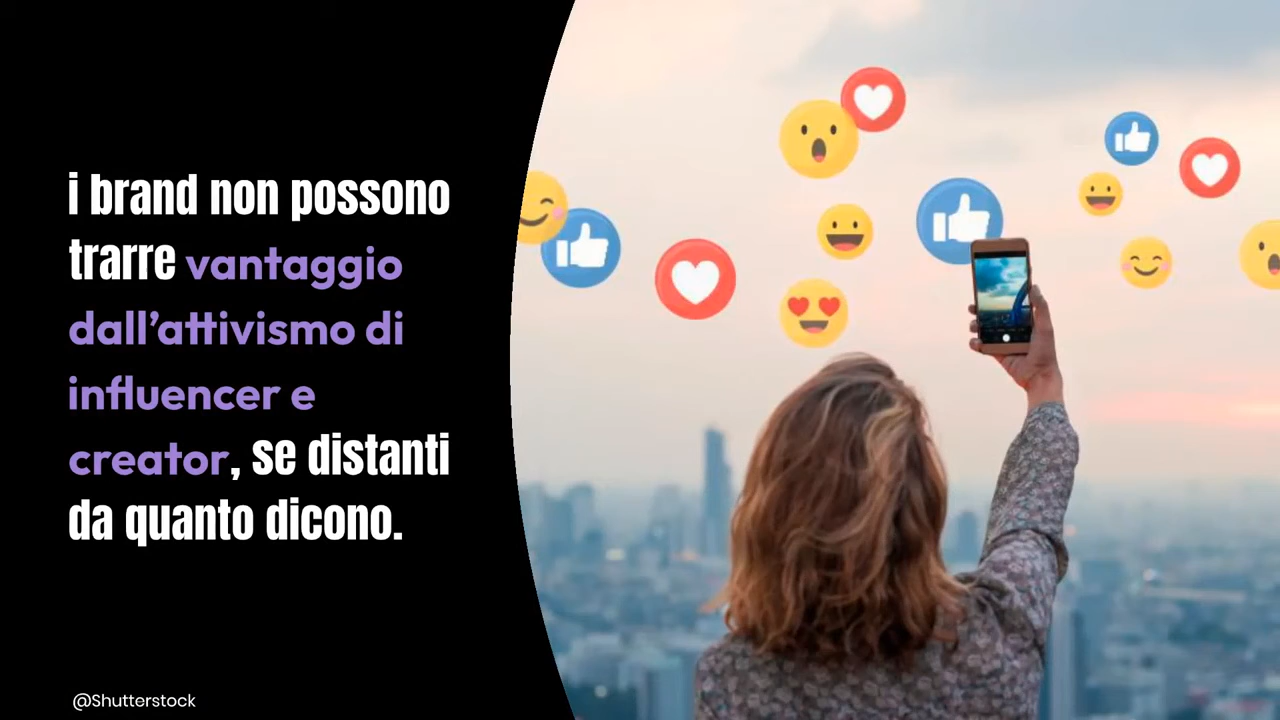 i brand non possono
trarre vantaggio
dall’attivismo di
influencer e
creator, se distanti
da quanto dicono.
@Shutterstock